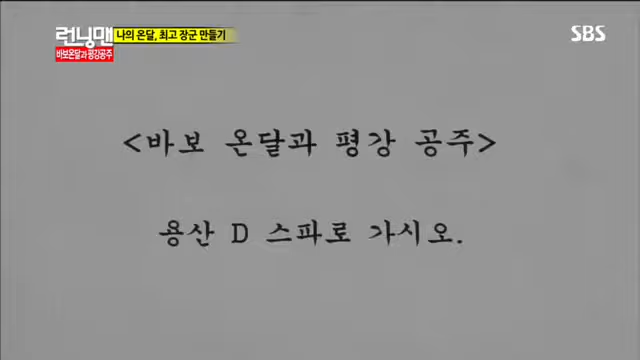 런닝맨
바보온달과 평강공주
나의 온달, 최고 장군 만들기
SBS
<바보 온달과 평강 공주>
용산 D 스파로 가시오.